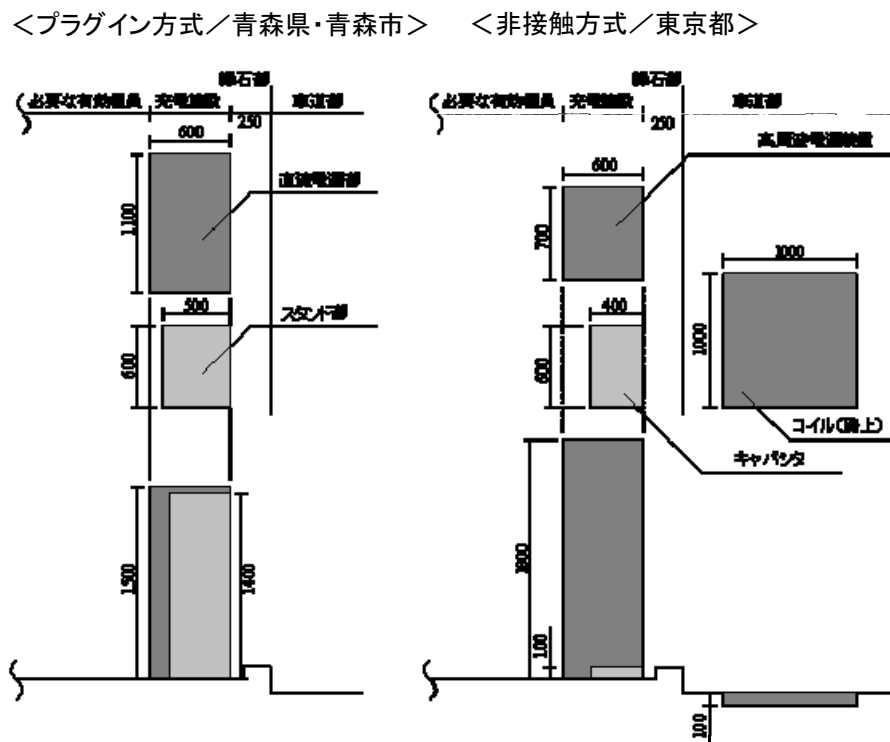 ＜プラグイン方式／青森県・青森市＞
縁石部
必要な有効幅員 充電施設 車道部
250
600
直流電源部
1100
500
スタンド部
600
1500
1400
＜非接触方式／東京都＞
縁石部
必要な有効幅員 充電施設 車道部
250
高周波電源装置
600
700
1000
400
1000
600
コイル(路上)
キャパシタ
1800
100
100